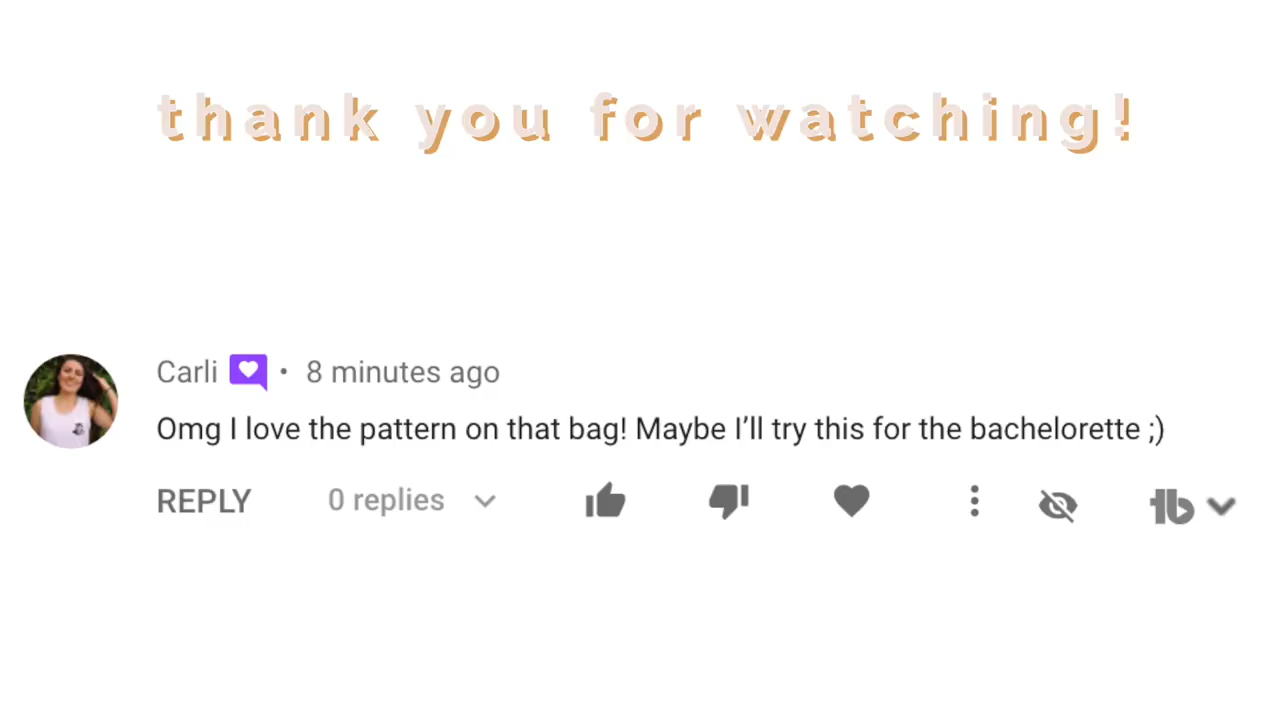 thank you for watching!
Carli • 8 minutes ago
Omg I love the pattern on that bag! Maybe I’ll try this for the bachelorette ;)
REPLY 0 replies tb